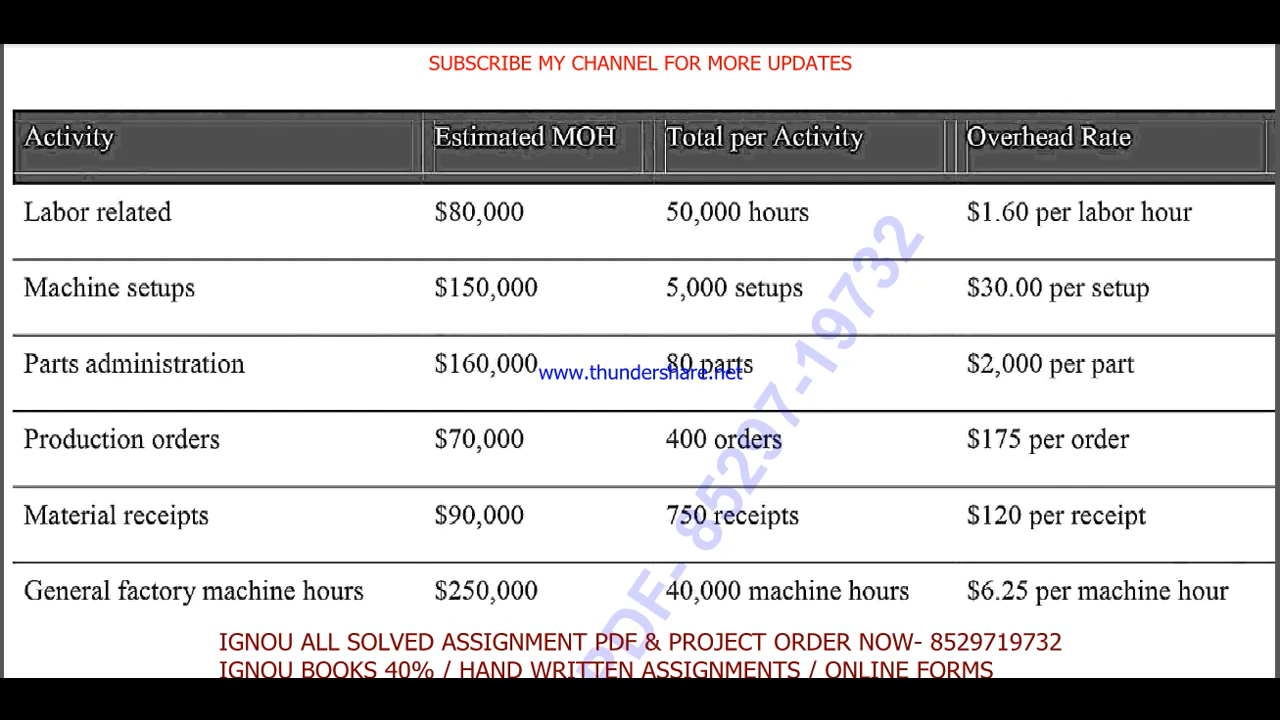 SUBSCRIBE MY CHANNEL FOR MORE UPDATES
Activity Estimated MOH Total per Activity Overhead Rate
Labor related $80,000 50,000 hours $1.60 per labor hour
Machine setups $150,000 5,000 setups $30.00 per setup
Parts administration $160,000 80 parts $2,000 per part
www.thundershare.net
Production orders $70,000 400 orders $175 per order
Material receipts $90,000 750 receipts $120 per receipt
General factory machine hours $250,000 40,000 machine hours $6.25 per machine hour
PDF- 85297-19732
IGNOU ALL SOLVED ASSIGNMENT PDF & PROJECT ORDER NOW- 8529719732
IGNOU BOOKS 40% / HAND WRITTEN ASSIGNMENTS / ONLINE FORMS